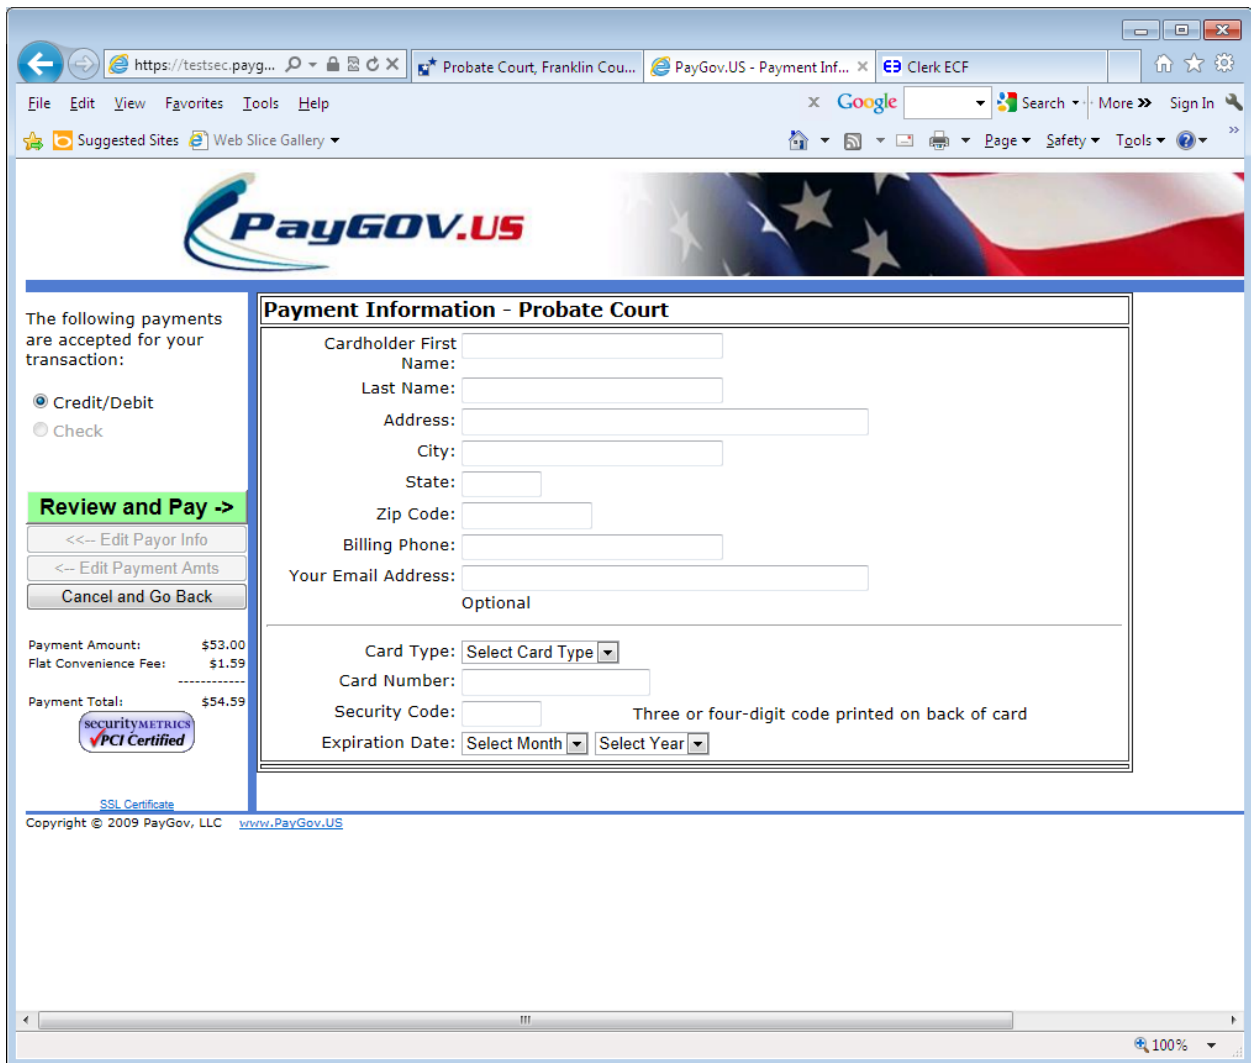 https://testsec.payg...
Probate Court, Franklin Cou...
PayGov.US - Payment Inf...
Clerk ECF
File Edit View Favorites Tools Help
x Google Search More » Sign In
Suggested Sites Web Slice Gallery
Page Safety Tools »
PayGOV.US
The following payments
are accepted for your
transaction:
Credit/Debit
Check
Review and Pay ->
<<-- Edit Payor Info
<-- Edit Payment Amts
Cancel and Go Back
Payment Amount: $53.00
Flat Convenience Fee: $1.59
------------
Payment Total: $54.59
securityMETRICS
PCI Certified
SSL Certificate
Payment Information - Probate Court
Cardholder First
Name:
Last Name:
Address:
City:
State:
Zip Code:
Billing Phone:
Your Email Address:
Optional
Card Type: Select Card Type
Card Number:
Security Code: Three or four-digit code printed on back of card
Expiration Date: Select Month Select Year
Copyright © 2009 PayGov, LLC www.PayGov.US
100%